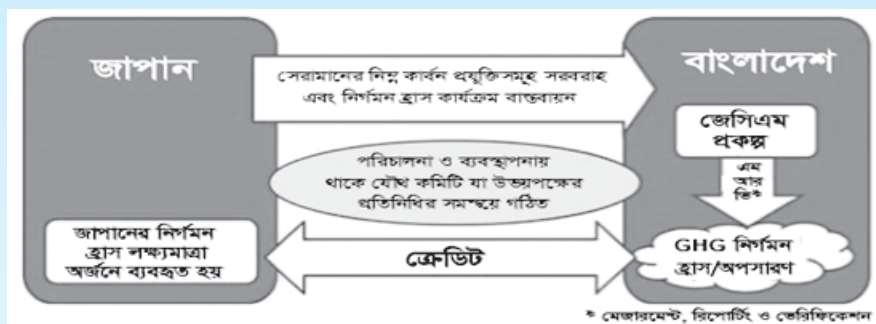 জাপান
সেরামানের নিম্ন কার্বন প্রযুক্তিসমূহ সরবরাহ
এবং নির্গমন হ্রাস কার্যক্রম বাস্তবায়ন
বাংলাদেশ
জেসিএম
প্রকল্প
এম
আর
ভি*
পরিচালনা ও ব্যবস্থাপনায়
থাকে যৌথ কমিটি যা উভয়পক্ষের
প্রতিনিধির সমন্বয়ে গঠিত
জাপানের নির্গমন
হ্রাস লক্ষ্যমাত্রা
অর্জনে ব্যবহৃত হয়
ক্রেডিট
GHG নির্গমন
হ্রাস/অপসারণ
* মেজারমেন্ট, রিপোর্টিং ও ভেরিফিকেশন